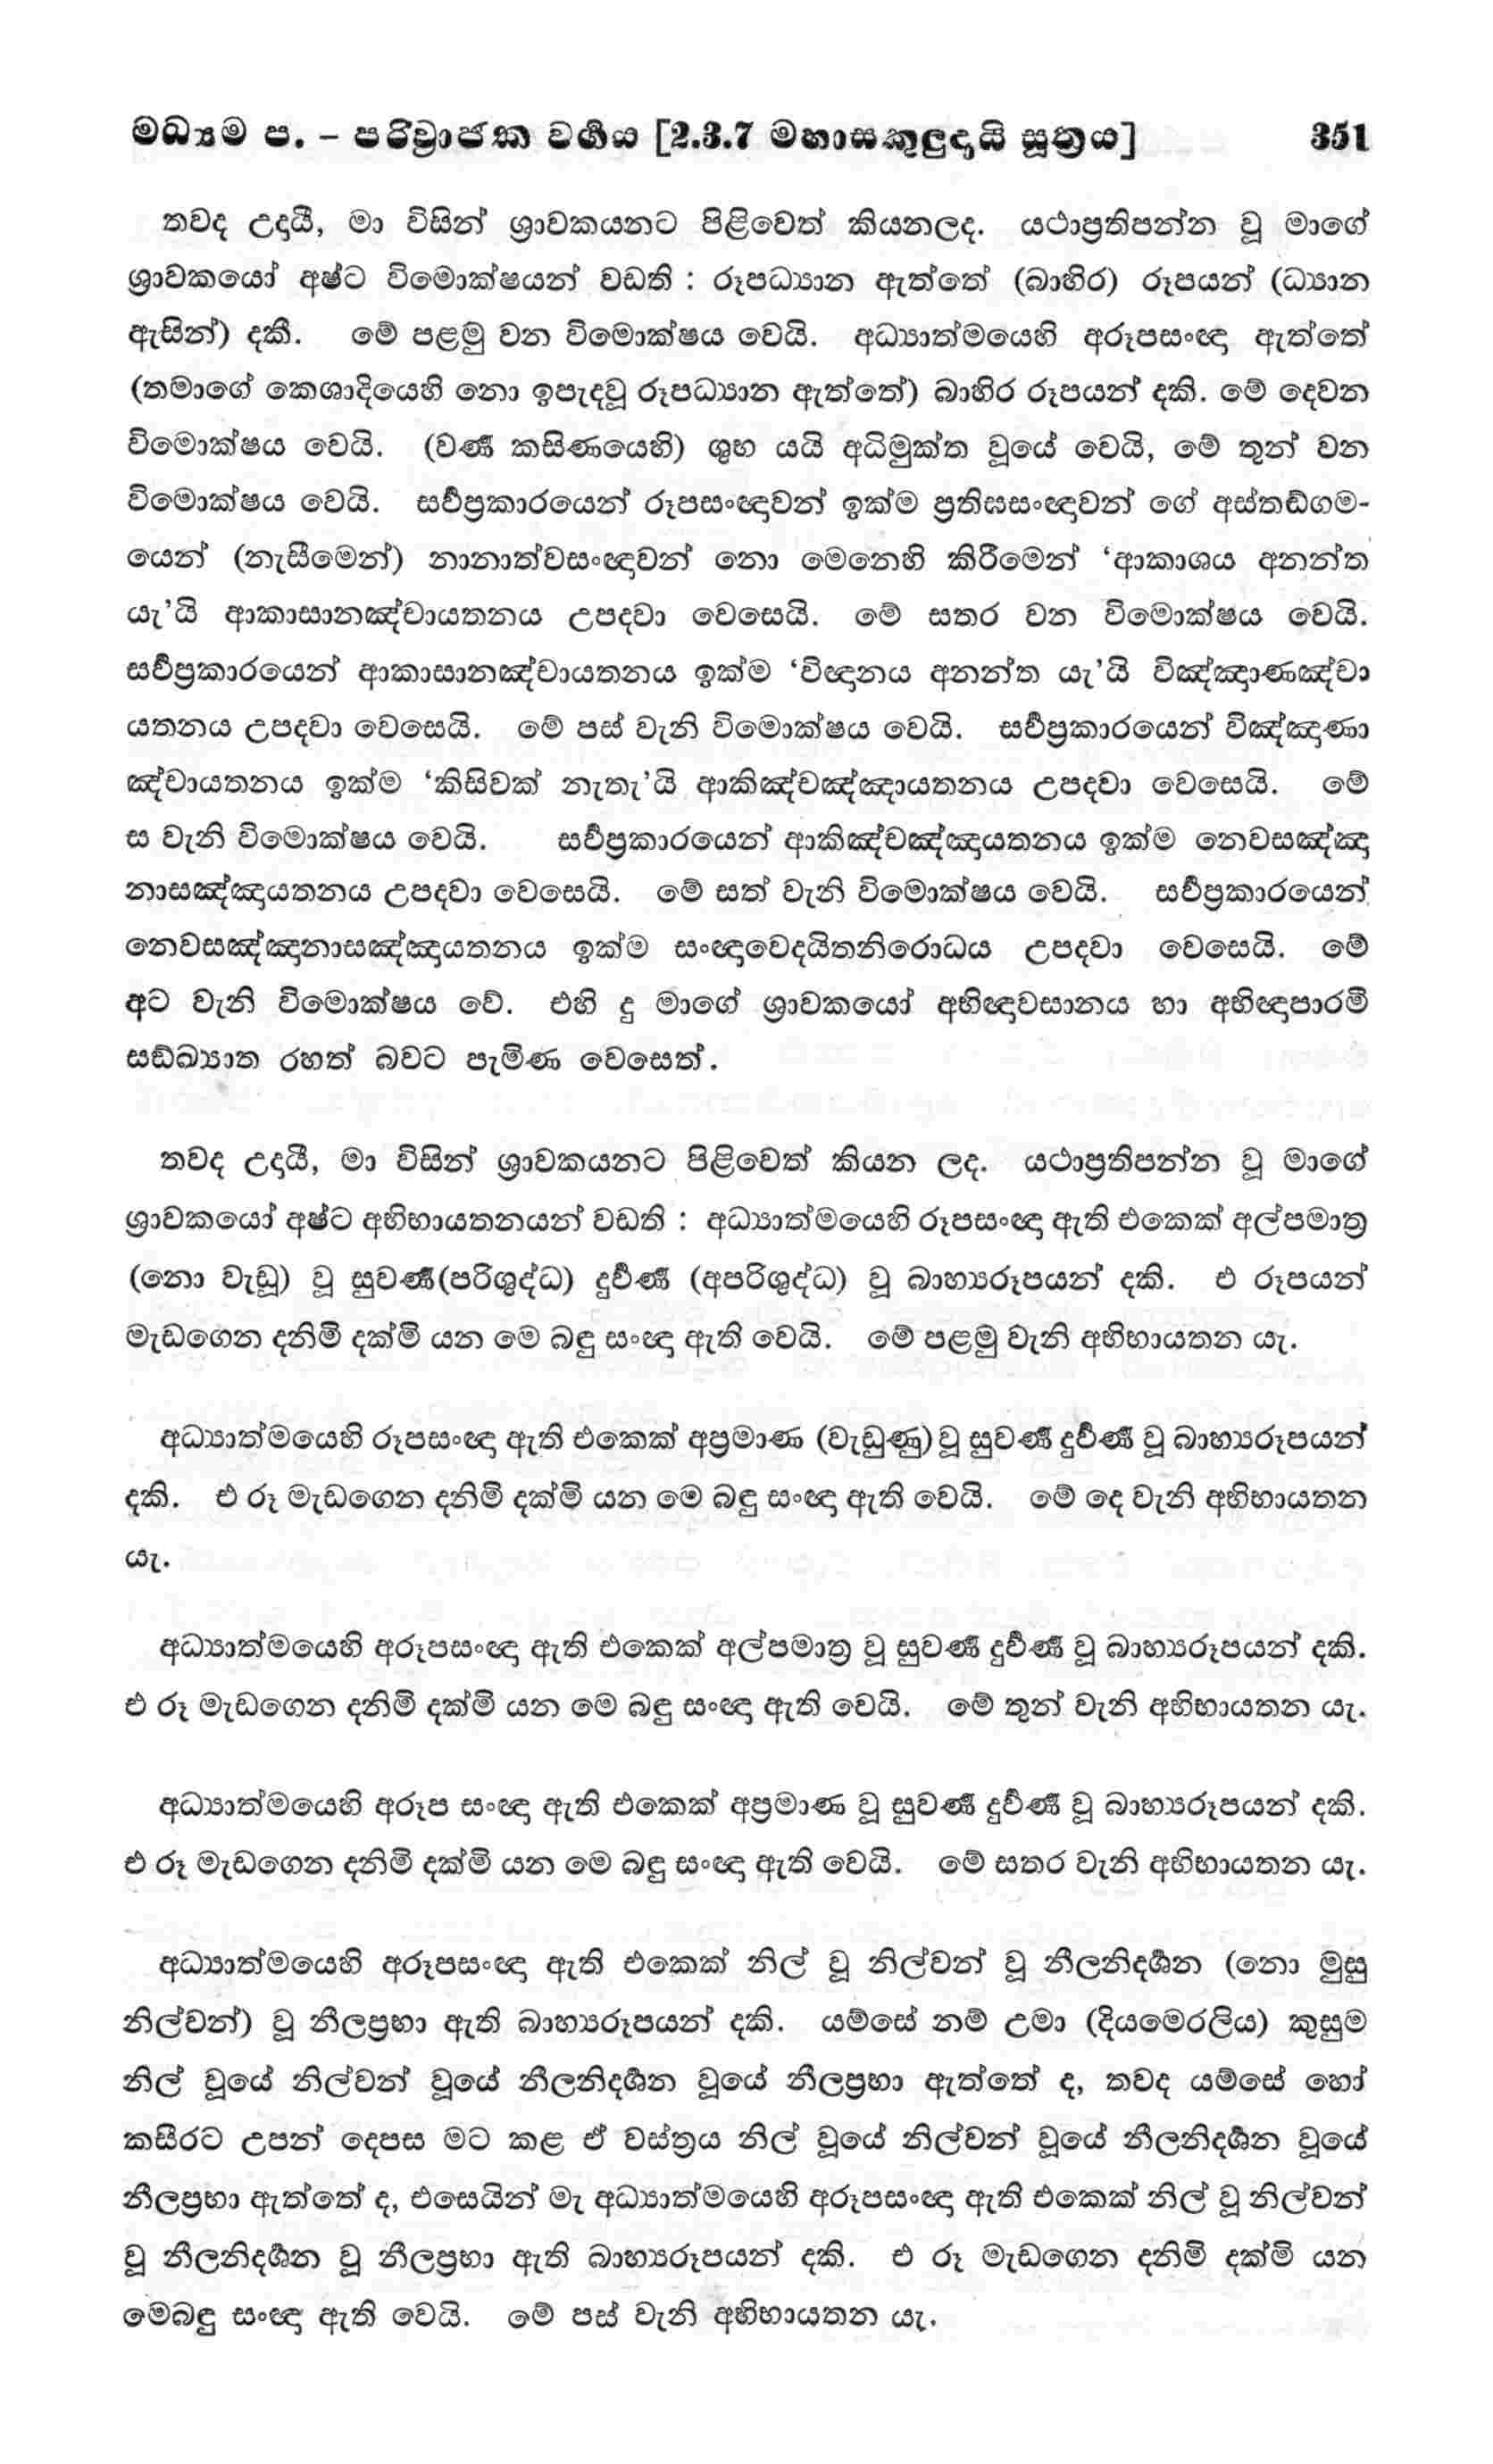 මධ්‍යම ප. – පරිව්‍රාජක වර්‍ගය [2.3.7 මහාසකුලුදායි සූත්‍රය] 351
තවද උදායී, මා විසින් ශ්‍රාවකයනට පිළිවෙත් කියනලද. යථාප්‍රතිපන්න වූ මාගේ
ශ්‍රාවකයෝ අෂ්ට විමොක්ෂයන් වඩති : රූපධ්‍යාන ඇත්තේ (බාහිර) රූපයන් (ධ්‍යාන
ඇසින්) දකී. මේ පළමු වන විමොක්ෂය වෙයි. අධ්‍යාත්මයෙහි අරූපසංඥා ඇත්තේ
(තමාගේ කෙශාදියෙහි නො ඉපැදවූ රූපධ්‍යාන ඇත්තේ) බාහිර රූපයන් දකි. මේ දෙවන
විමොක්ෂය වෙයි. (වර්‍ණ කසිණයෙහි) ශුභ යයි අධිමුක්ත වූයේ වෙයි, මේ තුන් වන
විමොක්ෂය වෙයි. සර්‍වප්‍රකාරයෙන් රූපසංඥාවන් ඉක්ම ප්‍රතිඝසංඥාවන් ගේ අස්තඞ්ගම-
යෙන් (නැසීමෙන්) නානාත්වසංඥාවන් නො මෙනෙහි කිරීමෙන් ‘ආකාශය අනන්ත
යැ’යි ආකාසානඤ්චායතනය උපදවා වෙසෙයි. මේ සතර වන විමොක්ෂය වෙයි.
සර්‍වප්‍රකාරයෙන් ආකාසානඤ්චායතනය ඉක්ම ‘විඥානය අනන්ත යැ’යි විඤ්ඤාණඤ්චා
යතනය උපදවා වෙසෙයි. මේ පස් වැනි විමොක්ෂය වෙයි. සර්‍වප්‍රකාරයෙන් විඤ්ඤාණා
ඤ්චායතනය ඉක්ම ‘කිසිවක් නැතැ’යි ආකිඤ්චඤ්ඤායතනය උපදවා වෙසෙයි. මේ
ස වැනි විමොක්ෂය වෙයි. සර්‍වප්‍රකාරයෙන් ආකිඤ්චඤ්ඤායතනය ඉක්ම නෙවසඤ්ඤා
නාසඤ්ඤායතනය උපදවා වෙසෙයි. මේ සත් වැනි විමොක්ෂය වෙයි. සර්‍වප්‍රකාරයෙන්
නෙවසඤ්ඤානාසඤ්ඤායතනය ඉක්ම සංඥාවෙදයිතනිරොධය උපදවා වෙසෙයි. මේ
අට වැනි විමොක්ෂය වේ. එහි දු මාගේ ශ්‍රාවකයෝ අභිඥාවසානය හා අභිඥාපාරමි
සඞ්ඛ්‍යාත රහත් බවට පැමිණ වෙසෙත්.
තවද උදායී, මා විසින් ශ්‍රාවකයනට පිළිවෙත් කියන ලද. යථාප්‍රතිපන්න වූ මාගේ
ශ්‍රාවකයෝ අෂ්ට අභිභායතනයන් වඩති : අධ්‍යාත්මයෙහි රූපසංඥා ඇති එකෙක් අල්පමාත්‍ර
(නො වැඩූ) වූ සුවර්‍ණ(පරිශුද්ධ) දුර්‍වර්‍ණ (අපරිශුද්ධ) වූ බාහ්‍යරූපයන් දකි. එ රූපයන්
මැඩගෙන දනිමි දක්මි යන මෙ බඳු සංඥා ඇති වෙයි. මේ පළමු වැනි අභිභායතන යැ.
අධ්‍යාත්මයෙහි රූපසංඥා ඇති එකෙක් අප්‍රමාණ (වැඩුණු) වූ සුවර්‍ණ දුර්‍වර්‍ණ වූ බාහ්‍යරූපයන්
දකි. එ රූ මැඩගෙන දනිමි දක්මි යන මෙ බඳු සංඥා ඇති වෙයි. මේ දෙ වැනි අභිභායතන
යැ.
අධ්‍යාත්මයෙහි අරූපසංඥා ඇති එකෙක් අල්පමාත්‍ර වූ සුවර්‍ණ දුර්‍වර්‍ණ වූ බාහ්‍යරූපයන් දකි.
එ රූ මැඩගෙන දනිමි දක්මි යන මෙ බඳු සංඥා ඇති වෙයි. මේ තුන් වැනි අභිභායතන යැ.
අධ්‍යාත්මයෙහි අරූප සංඥා ඇති එකෙක් අප්‍රමාණ වූ සුවර්‍ණ දුර්‍වර්‍ණ වූ බාහ්‍යරූපයන් දකි.
එ රූ මැඩගෙන දනිමි දක්මි යන මෙ බඳු සංඥා ඇති වෙයි. මේ සතර වැනි අභිභායතන යැ.
අධ්‍යාත්මයෙහි අරූපසංඥා ඇති එකෙක් නිල් වූ නිල්වන් වූ නීලනිදර්‍ශන (නො මුසු
නිල්වන්) වූ නීලප්‍රභා ඇති බාහ්‍යරූපයන් දකි. යම්සේ නම් උමා (දියමෙරලිය) කුසුම
නිල් වූයේ නිල්වන් වූයේ නීලනිදර්‍ශන වූයේ නීලප්‍රභා ඇත්තේ ද, තවද යම්සේ හෝ
කසීරට උපන් දෙපස මට කළ ඒ වස්ත්‍රය නිල් වූයේ නිල්වන් වූයේ නීලනිදර්‍ශන වූයේ
නීලප්‍රභා ඇත්තේ ද, එසෙයින් මැ අධ්‍යාත්මයෙහි අරූපසංඥා ඇති එකෙක් නිල් වූ නිල්වන්
වූ නීලනිදර්‍ශන වූ නීලප්‍රභා ඇති බාහ්‍යරූපයන් දකි. එ රූ මැඩගෙන දනිමි දක්මි යන
මෙබඳු සංඥා ඇති වෙයි. මේ පස් වැනි අභිභායතන යැ.